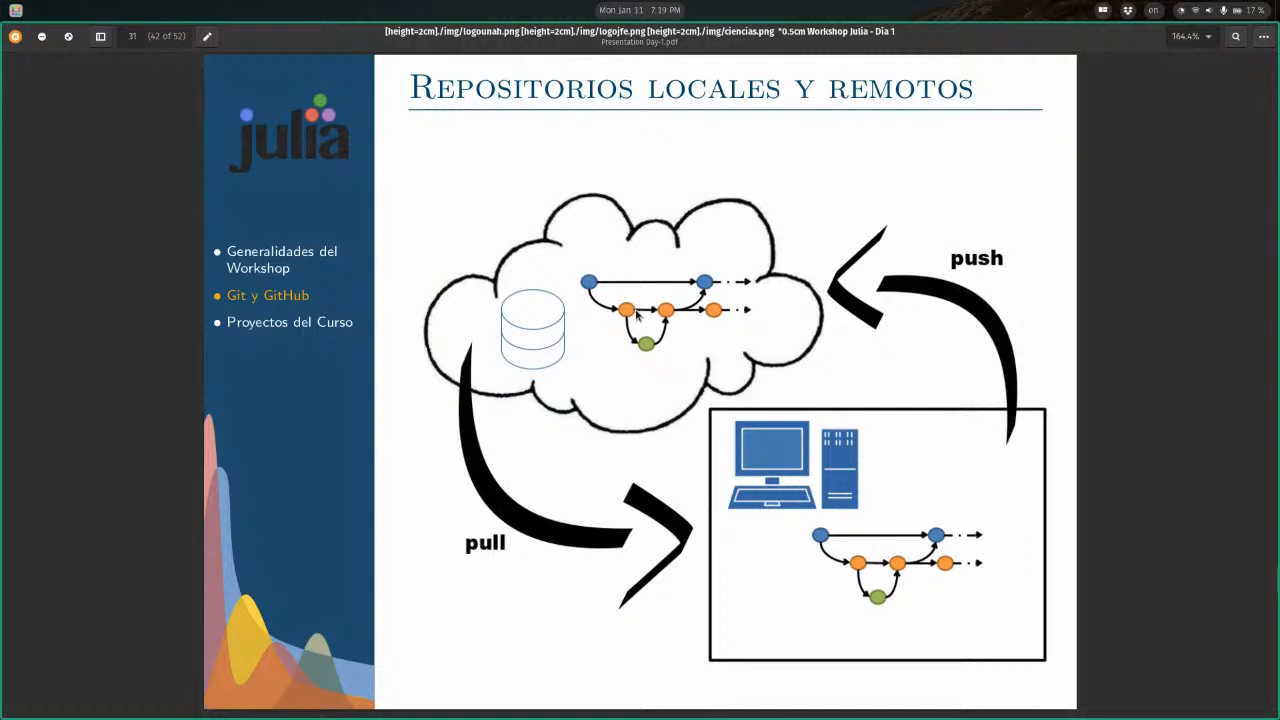 Mon Jan 11 7:19 PM
en
17 %
31 (42 of 52)
[height=2cm]./img/logounah.png [height=2cm]./img/logojfe.png [height=2cm]./img/ciencias.png *0.5cm Workshop Julia - Dia 1
Presentation Day-1.pdf
164.4%
julia
Generalidades del
Workshop
Git y GitHub
Proyectos del Curso
Repositorios locales y remotos
push
pull